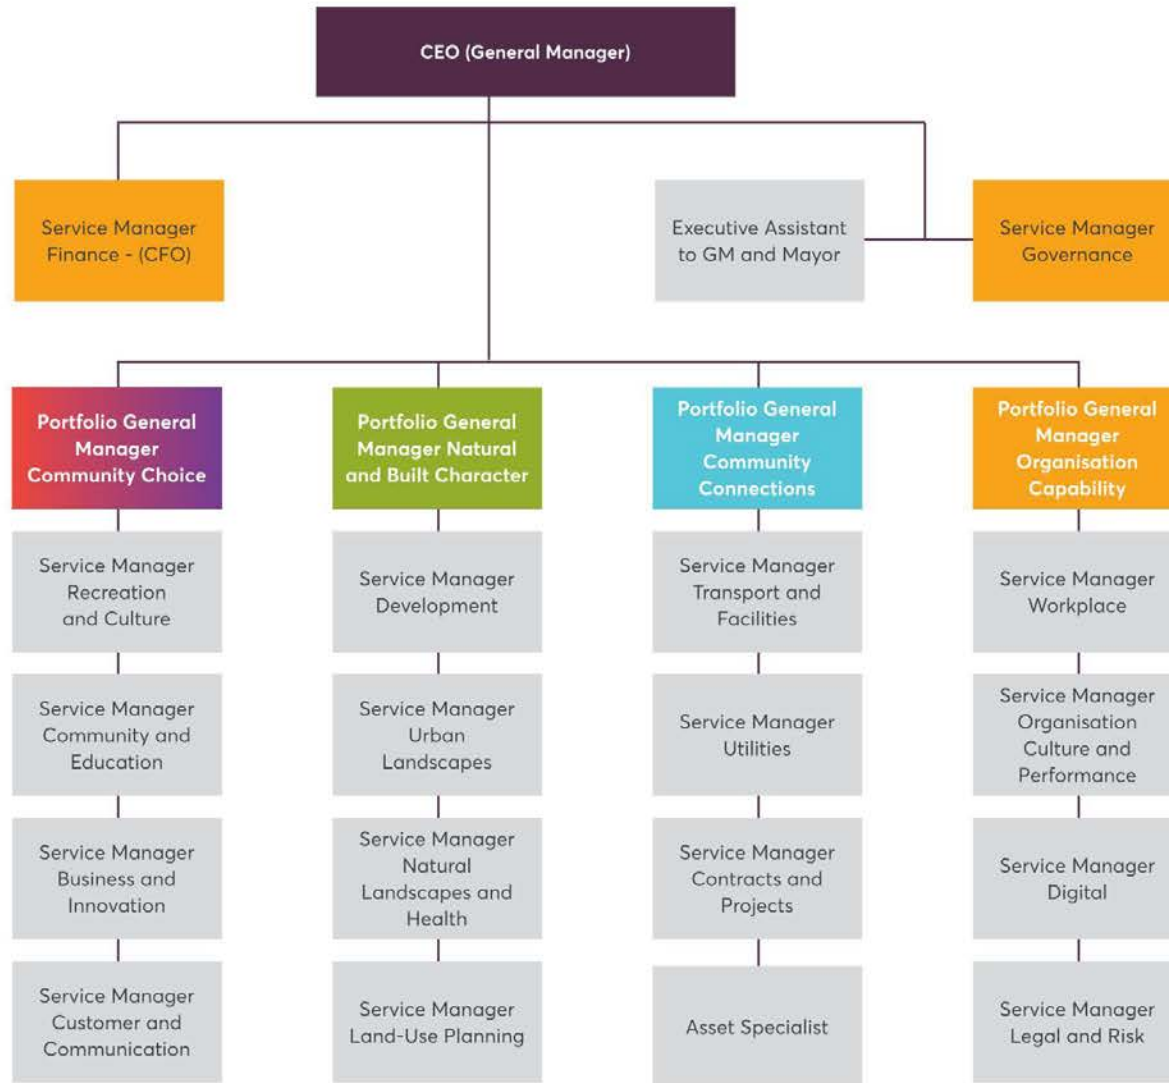 CEO (General Manager)
Service Manager
Finance - (CFO)
Executive Assistant
to GM and Mayor
Service Manager
Governance
Portfolio General
Manager
Community Choice
Portfolio General
Manager Natural
and Built Character
Portfolio General
Manager
Community
Connections
Portfolio General
Manager
Organisation
Capability
Service Manager
Recreation
and Culture
Service Manager
Development
Service Manager
Transport and
Facilities
Service Manager
Workplace
Service Manager
Community and
Education
Service Manager
Urban
Landscapes
Service Manager
Utilities
Service Manager
Organisation
Culture and
Performance
Service Manager
Business and
Innovation
Service Manager
Natural
Landscapes and
Health
Service Manager
Contracts and
Projects
Service Manager
Digital
Service Manager
Customer and
Communication
Service Manager
Land-Use Planning
Asset Specialist
Service Manager
Legal and Risk